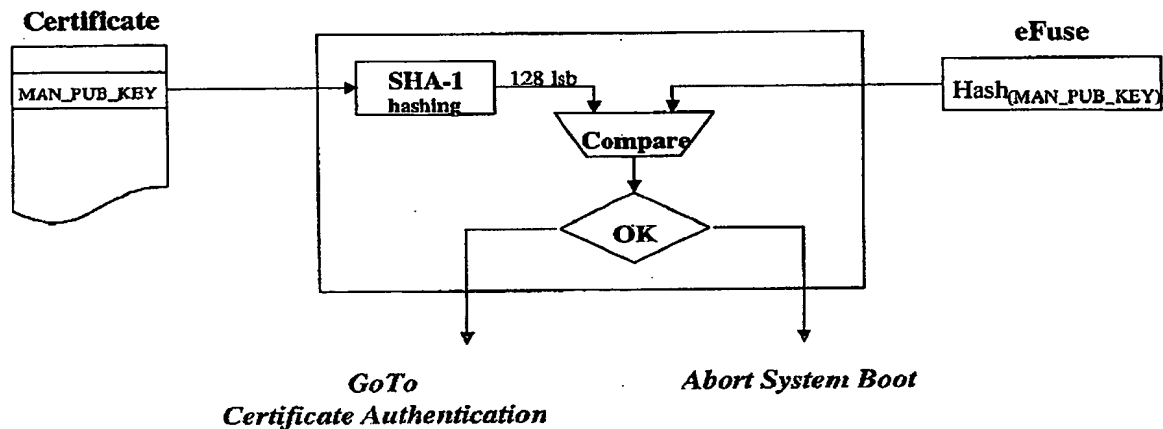 Certificate
eFuse
MAN_PUB_KEY
SHA-1
hashing
128 lsb
Hash(MAN_PUB_KEY)
Compare
OK
GoTo
Certificate Authentication
Abort System Boot